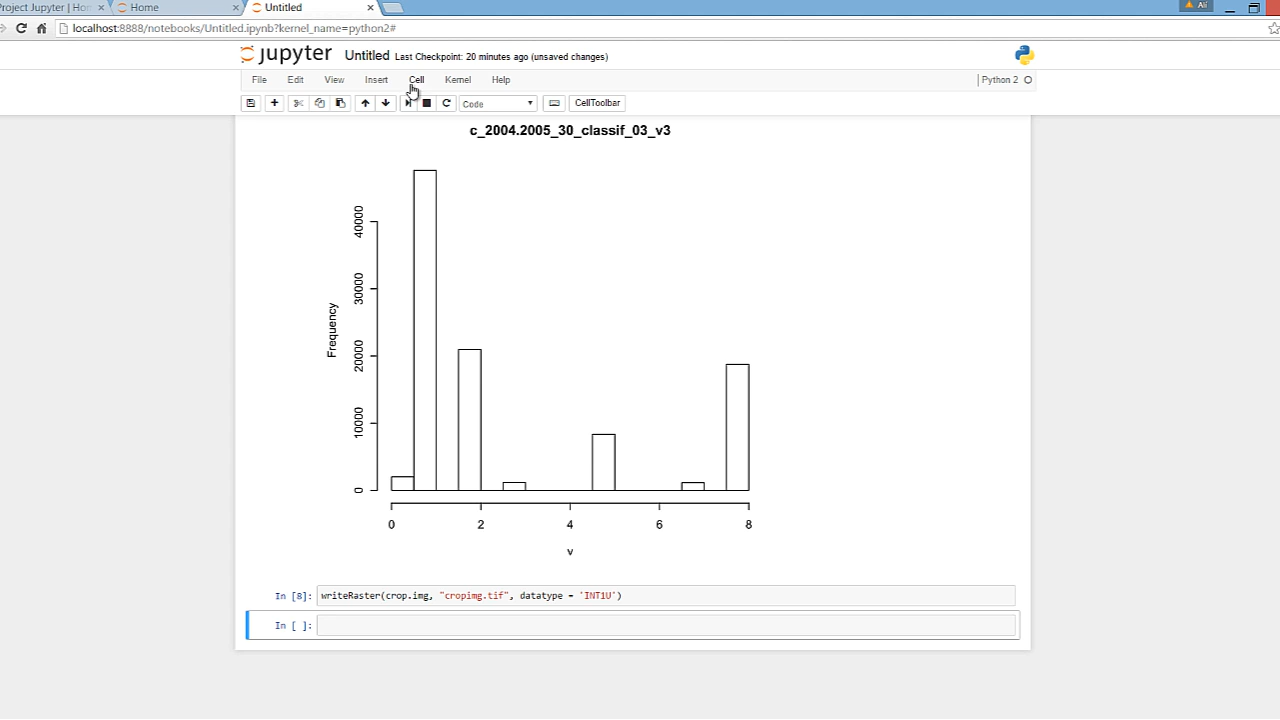 Project Jupyter | Hom
Home
Untitled
Ali
localhost:8888/notebooks/Untitled.ipynb?kernel_name=python2#
jupyter Untitled Last Checkpoint: 20 minutes ago (unsaved changes)
File Edit View Insert Cell Kernel Help Python 2
Code CellToolbar
c_2004.2005_30_classif_03_v3
40000
30000
20000
10000
0
Frequency
0 2 4 6 8
v
In [8]: writeRaster(crop.img, "cropimg.tif", datatype = 'INT1U')
In [ ]: